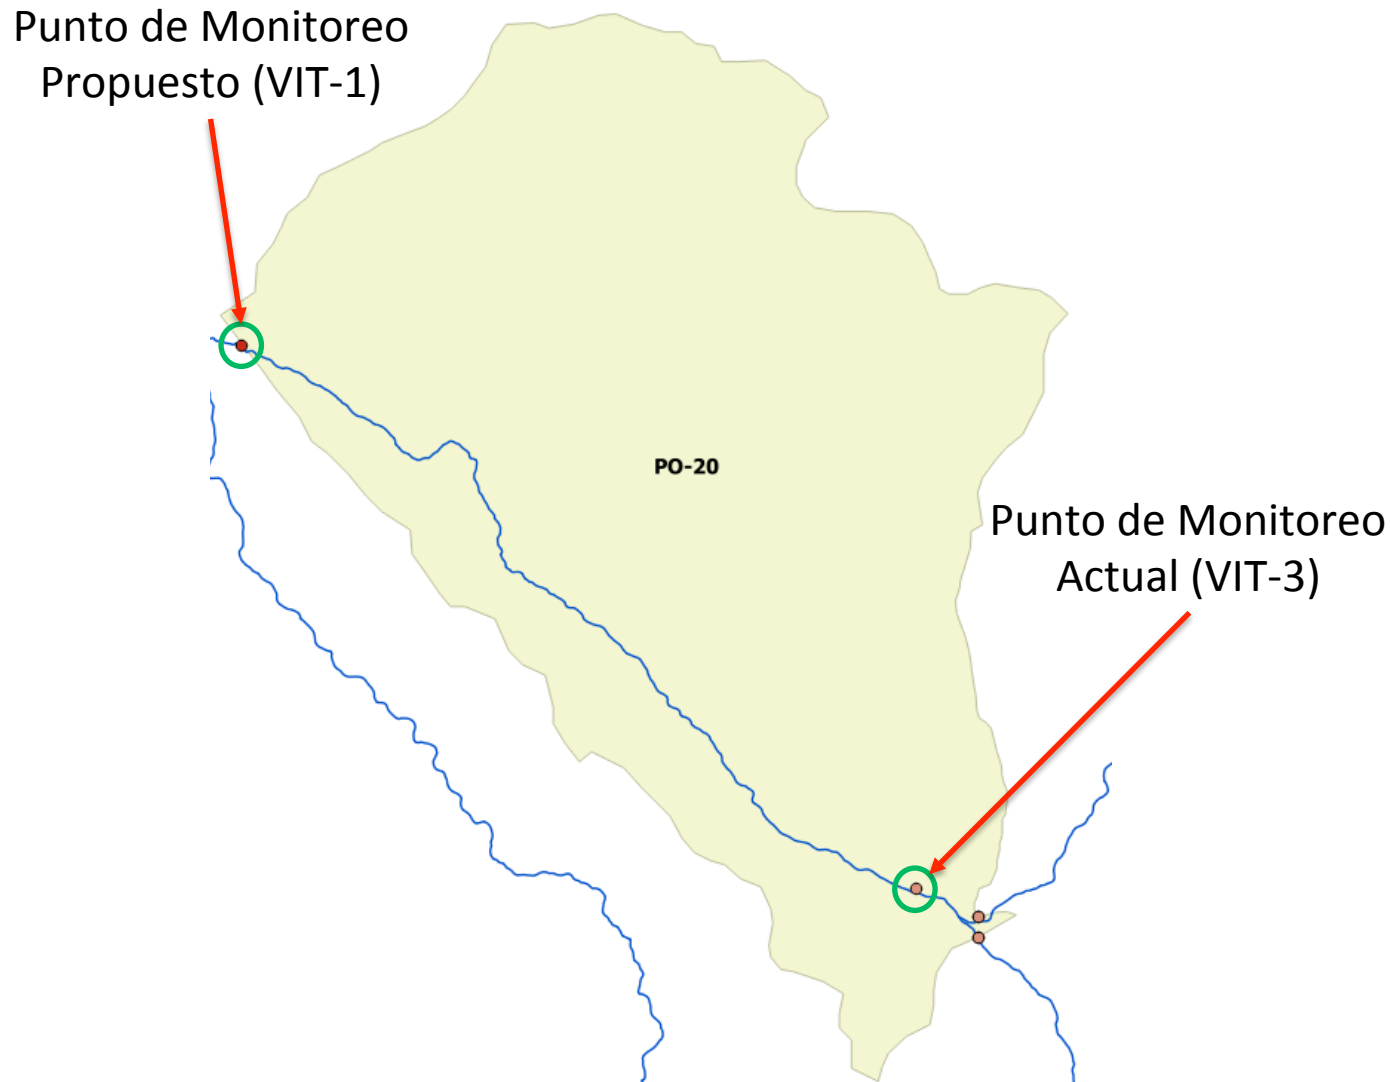 Punto de Monitoreo
Propuesto (VIT-1)
PO-20
Punto de Monitoreo
Actual (VIT-3)